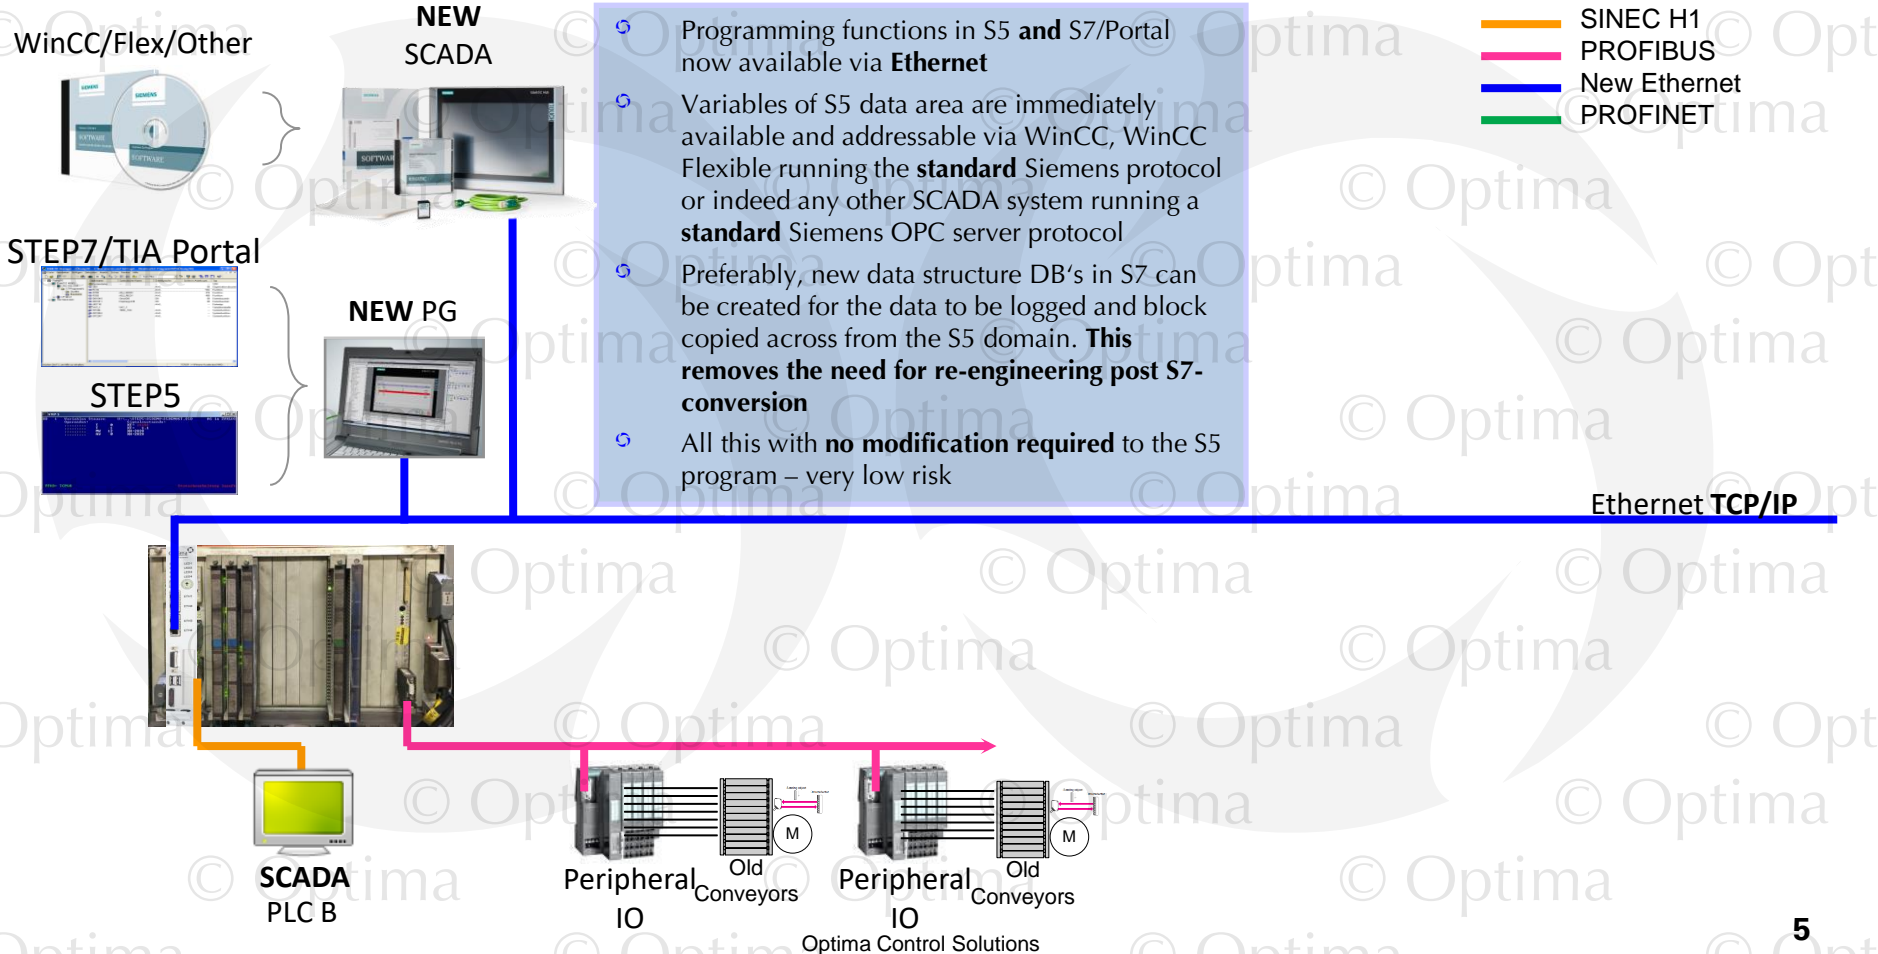 WinCC/Flex/Other
NEW
SCADA
STEP7/TIA Portal
NEW PG
STEP5
Programming functions in S5 and S7/Portal
now available via Ethernet
Variables of S5 data area are immediately
available and addressable via WinCC, WinCC
Flexible running the standard Siemens protocol
or indeed any other SCADA system running a
standard Siemens OPC server protocol
Preferably, new data structure DB‘s in S7 can
be created for the data to be logged and block
copied across from the S5 domain. This
removes the need for re-engineering post S7-
conversion
All this with no modification required to the S5
program – very low risk
SINEC H1
PROFIBUS
New Ethernet
PROFINET
Ethernet TCP/IP
SCADA
PLC B
Peripheral
IO
M
Old
Conveyors
Peripheral
IO
M
Old
Conveyors
Optima Control Solutions
5
© Optima